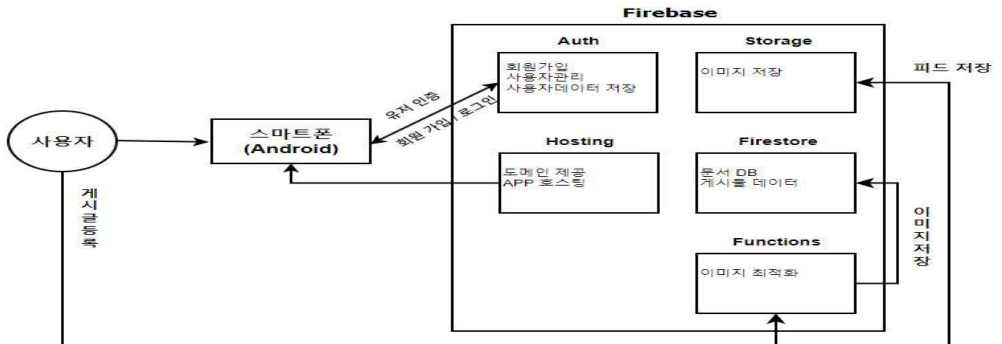 Firebase
Auth
Storage
회원가입
사용자관리
사용자데이터 저장
이미지 저장
피드 저장
유저 인증
회원 가입 / 로그인
사용자
스마트폰
(Android)
Hosting
Firestore
도메인 제공
APP 호스팅
문서 DB
게시물 데이터
게시글등록
이미지저장
Functions
이미지 최적화